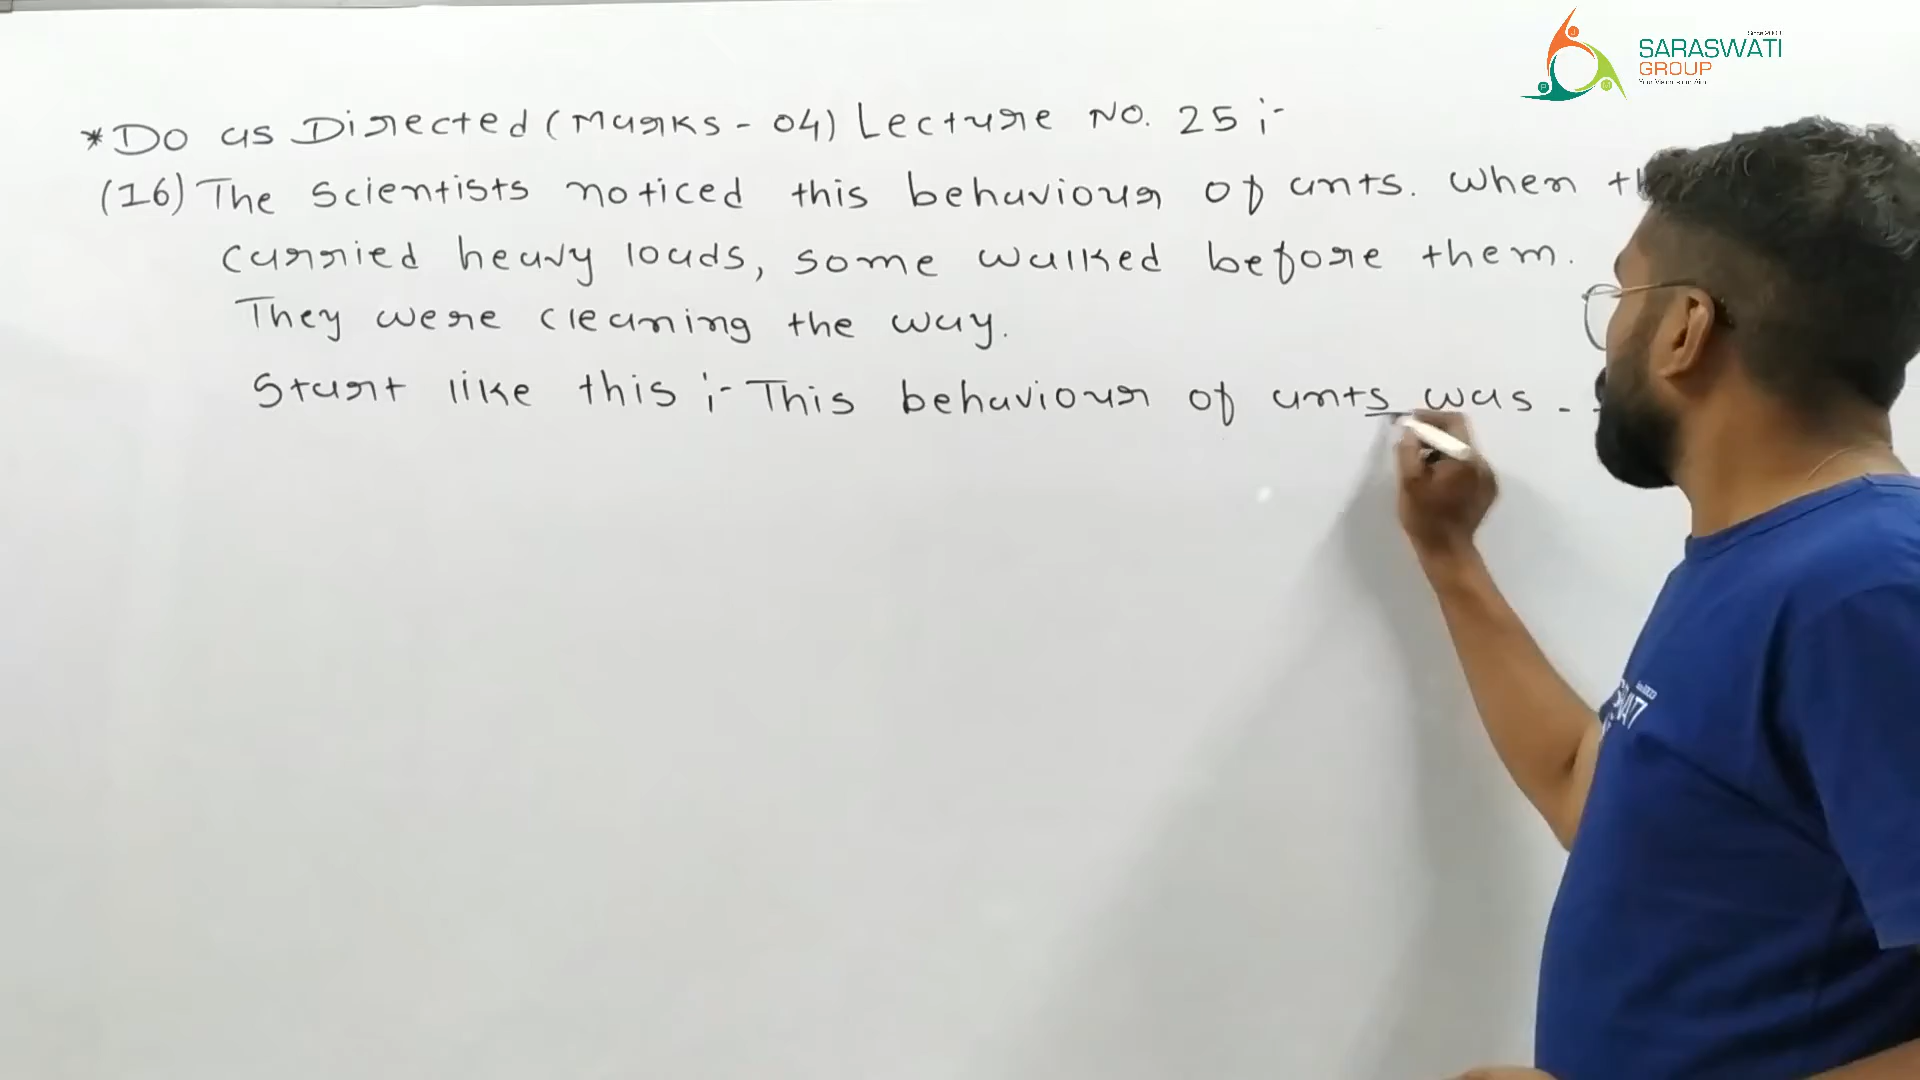 SARASWATI
GROUP
*Do as Directed (Marks - 04) Lecture No. 25 :-
(16) The scientists noticed this behaviour of ants. When
carried heavy loads, some walked before them.
They were cleaning the way.
Start like this :- This behaviour of ants was -